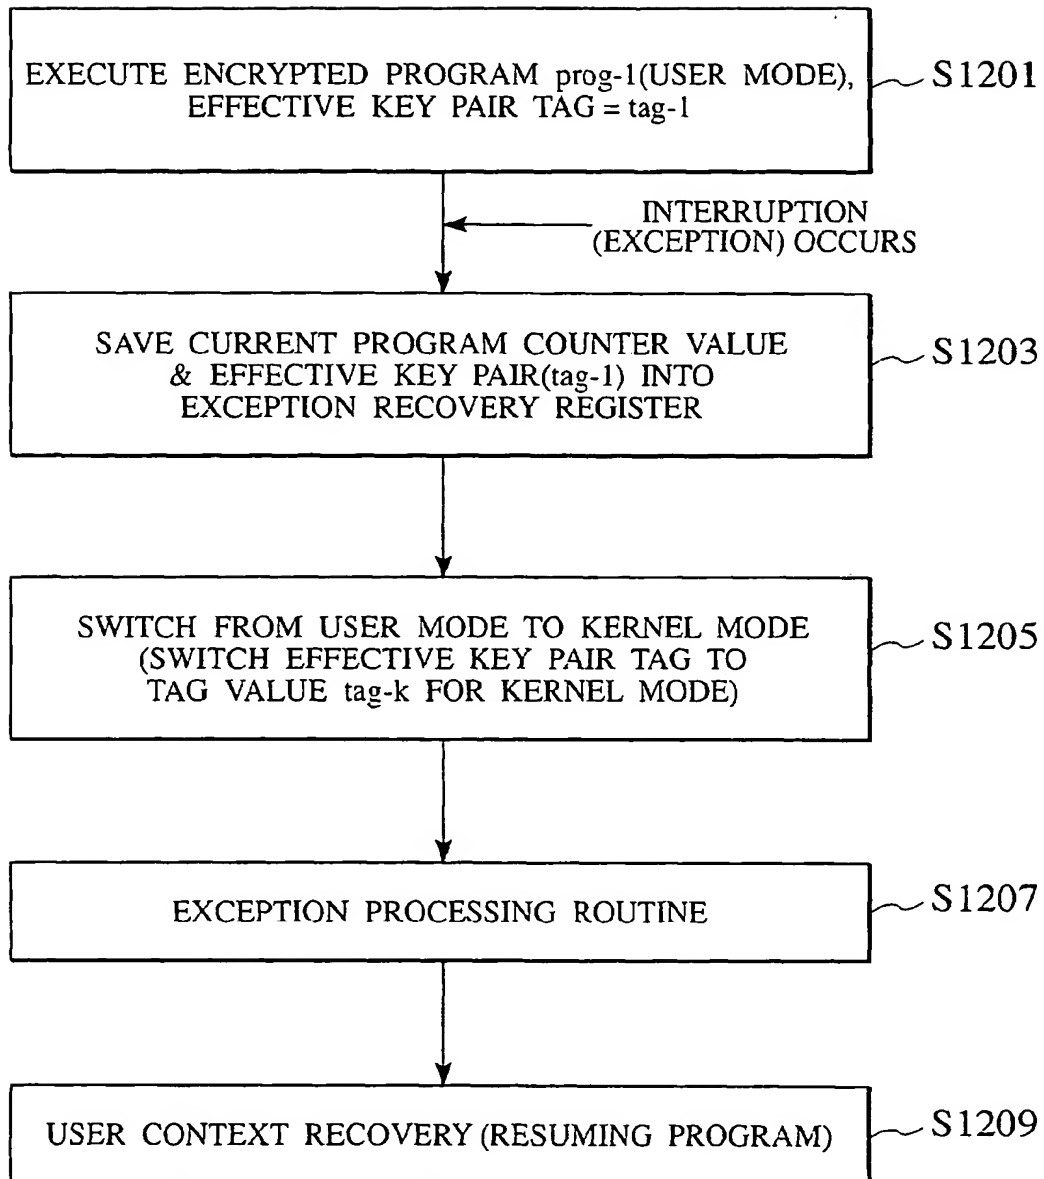 EXECUTE ENCRYPTED PROGRAM prog-1(USER MODE),
EFFECTIVE KEY PAIR TAG = tag-1
S1201
INTERRUPTION
(EXCEPTION) OCCURS
SAVE CURRENT PROGRAM COUNTER VALUE
& EFFECTIVE KEY PAIR(tag-1) INTO
EXCEPTION RECOVERY REGISTER
S1203
SWITCH FROM USER MODE TO KERNEL MODE
(SWITCH EFFECTIVE KEY PAIR TAG TO
TAG VALUE tag-k FOR KERNEL MODE)
S1205
EXCEPTION PROCESSING ROUTINE
S1207
USER CONTEXT RECOVERY (RESUMING PROGRAM)
S1209